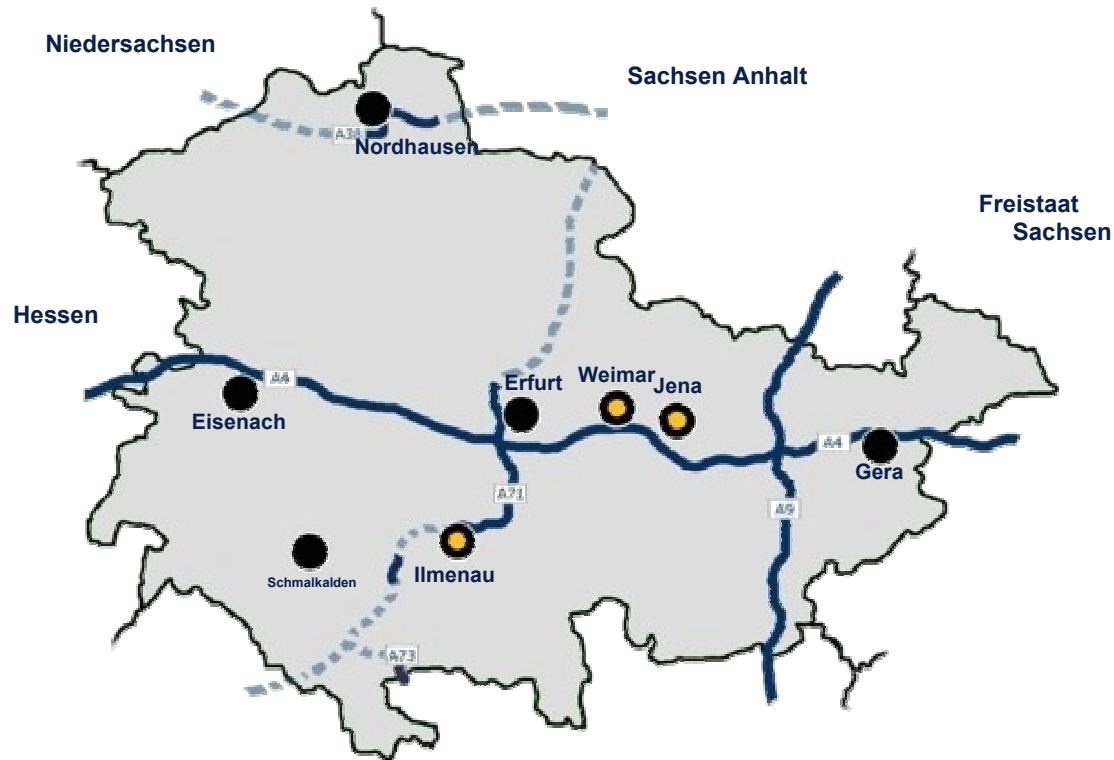 Niedersachsen
Sachsen Anhalt
Nordhausen
Freistaat
Sachsen
Hessen
A4
Erfurt
Weimar
Jena
Eisenach
A4
Gera
A71
A9
Schmalkalden
Ilmenau
A73